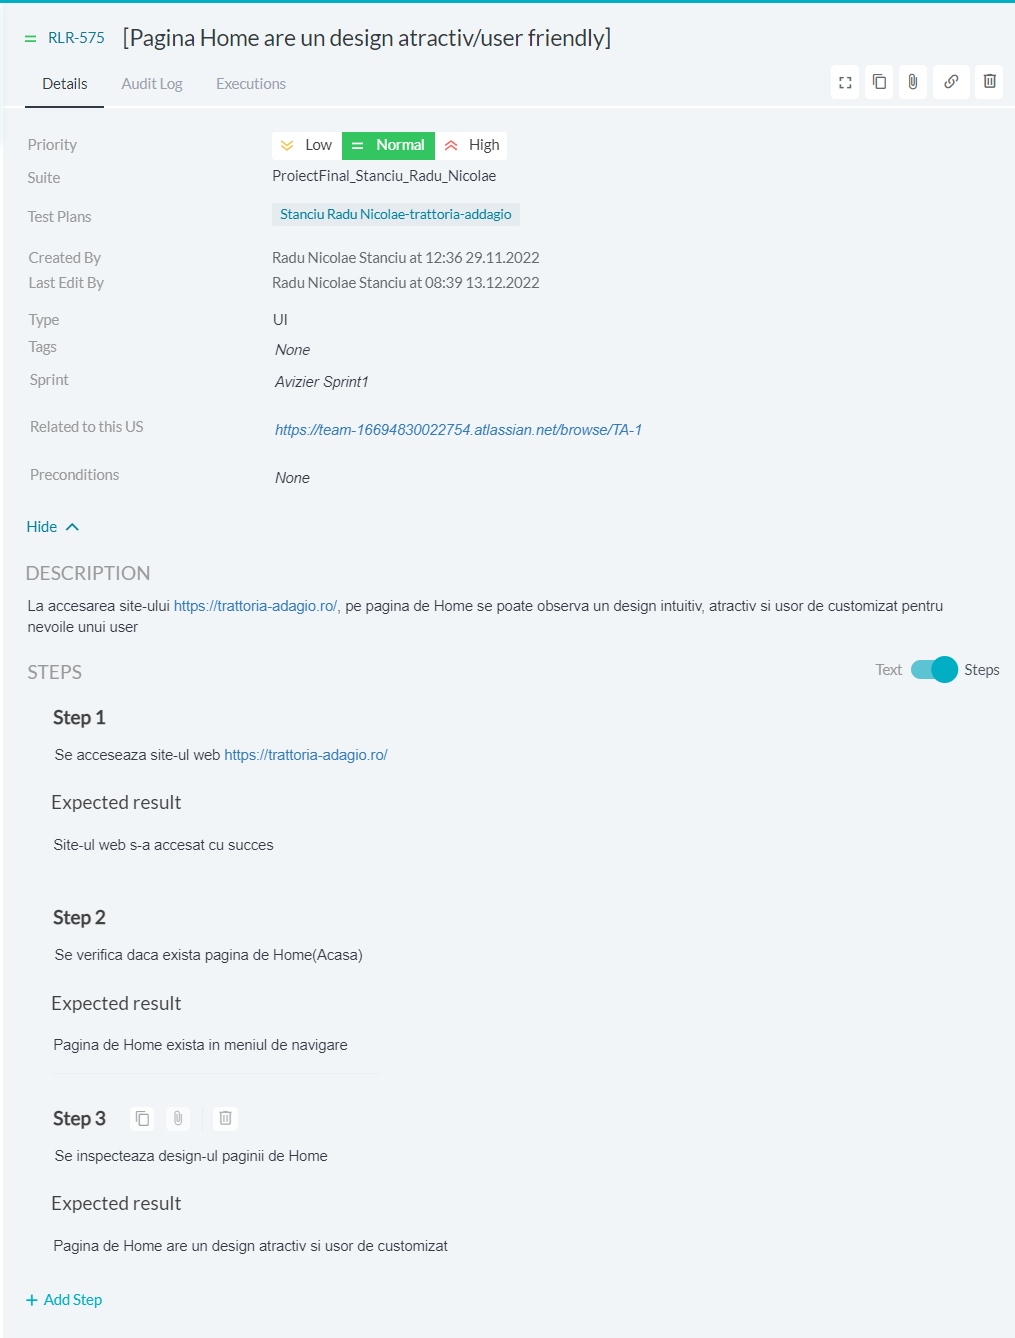 RLR-575 [Pagina Home are un design atractiv/user friendly]
Details Audit Log Executions
Priority Low Normal High
Suite ProiectFinal_Stanciu_Radu_Nicolae
Test Plans Stanciu Radu Nicolae-trattoria-addagio
Created By Radu Nicolae Stanciu at 12:36 29.11.2022
Last Edit By Radu Nicolae Stanciu at 08:39 13.12.2022
Type UI
Tags None
Sprint Avizier Sprint1
Related to this US https://team-16694830022754.atlassian.net/browse/TA-1
Preconditions None
Hide
DESCRIPTION
La accesarea site-ului https://trattoria-adagio.ro/, pe pagina de Home se poate observa un design intuitiv, atractiv si usor de customizat pentru
nevoile unui user
STEPS Text Steps
Step 1
Se acceseaza site-ul web https://trattoria-adagio.ro/
Expected result
Site-ul web s-a accesat cu succes
Step 2
Se verifica daca exista pagina de Home(Acasa)
Expected result
Pagina de Home exista in meniul de navigare
Step 3
Se inspecteaza design-ul paginii de Home
Expected result
Pagina de Home are un design atractiv si usor de customizat
+ Add Step